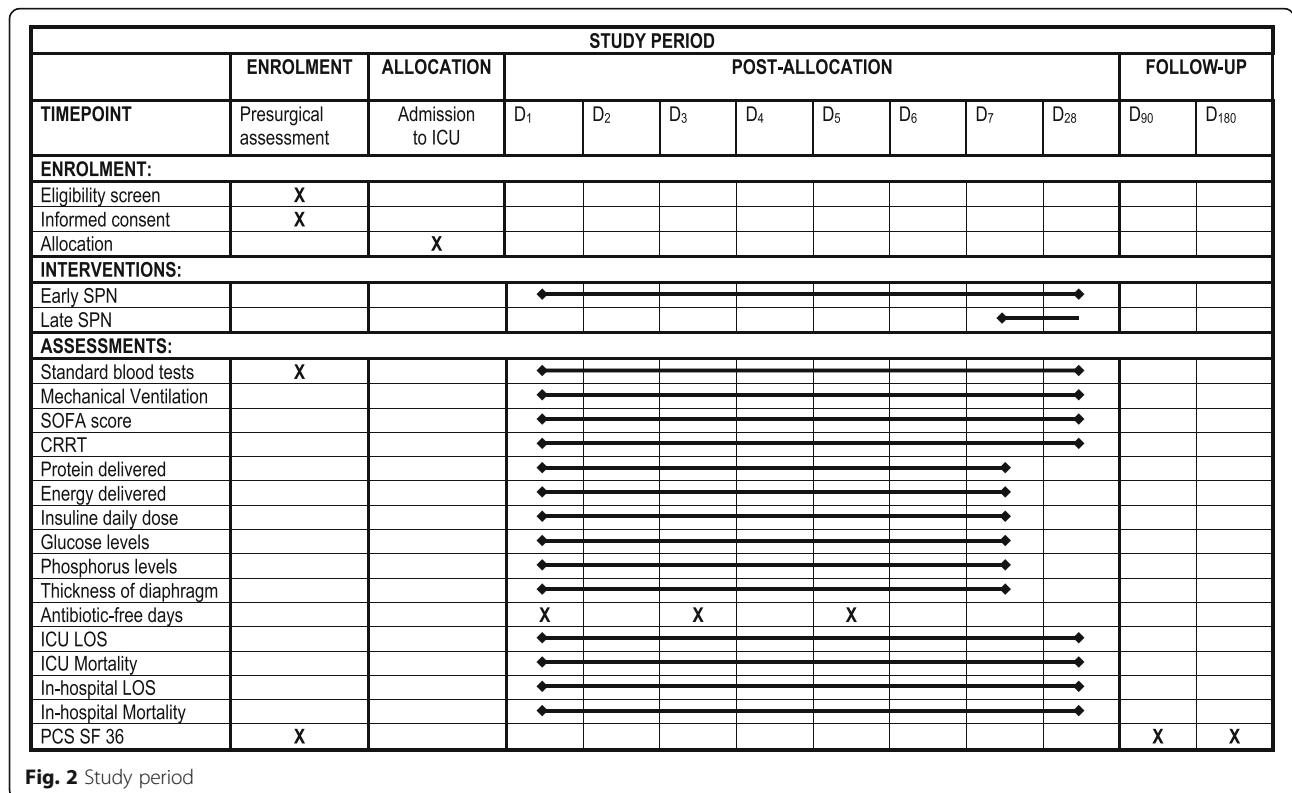 STUDY PERIOD
ENROLMENT ALLOCATION POST-ALLOCATION FOLLOW-UP
TIMEPOINT Presurgical assessment Admission to ICU D1 D2 D3 D4 D5 D6 D7 D28 D90 D180
ENROLMENT:
Eligibility screen X
Informed consent X
Allocation X
INTERVENTIONS:
Early SPN
Late SPN
ASSESSMENTS:
Standard blood tests X
Mechanical Ventilation
SOFA score
CRRT
Protein delivered
Energy delivered
Insuline daily dose
Glucose levels
Phosphorus levels
Thickness of diaphragm
Antibiotic-free days X X X
ICU LOS
ICU Mortality
In-hospital LOS
In-hospital Mortality
PCS SF 36 X X X
Fig. 2 Study period